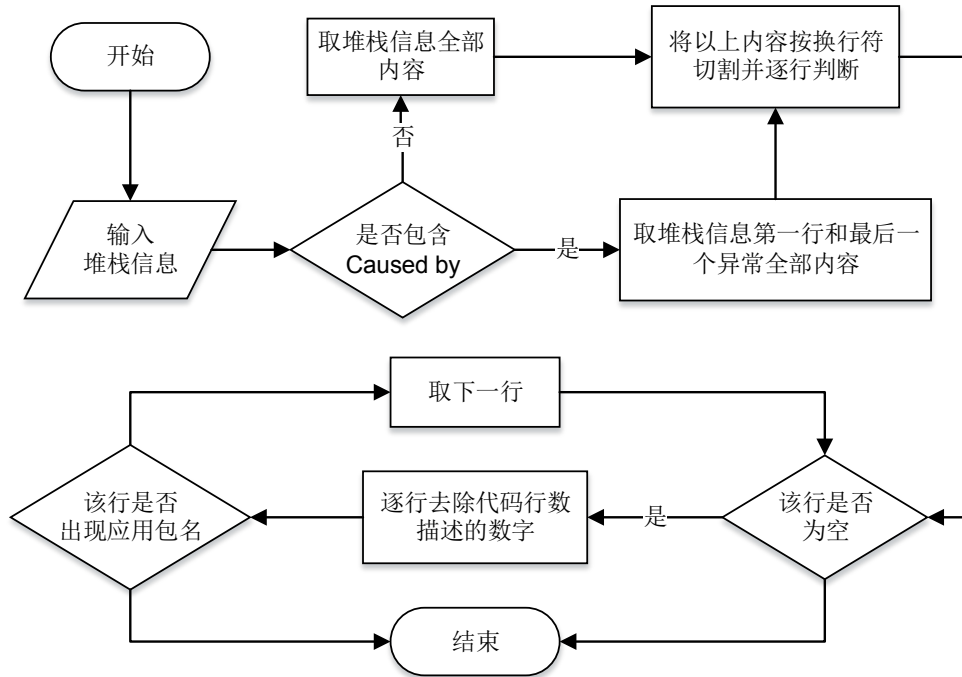 开始
取堆栈信息全部
内容
将以上内容按换行符
切割并逐行判断
否
输入
堆栈信息
是否包含
Caused by
是
取堆栈信息第一行和最后一
个异常全部内容
取下一行
该行是否
出现应用包名
逐行去除代码行数
描述的数字
是
该行是否
为空
结束